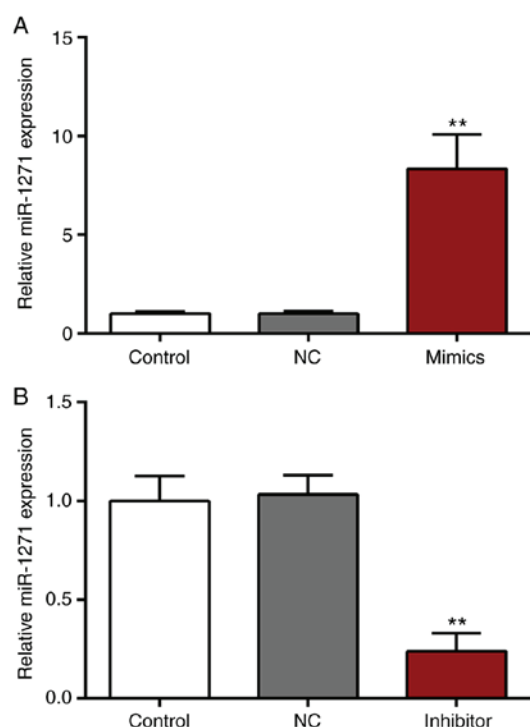 A
Relative miR-1271 expression
15
10
5
0
**
Control NC Mimics
B
Relative miR-1271 expression
1.5
1.0
0.5
0.0
**
Control NC Inhibitor